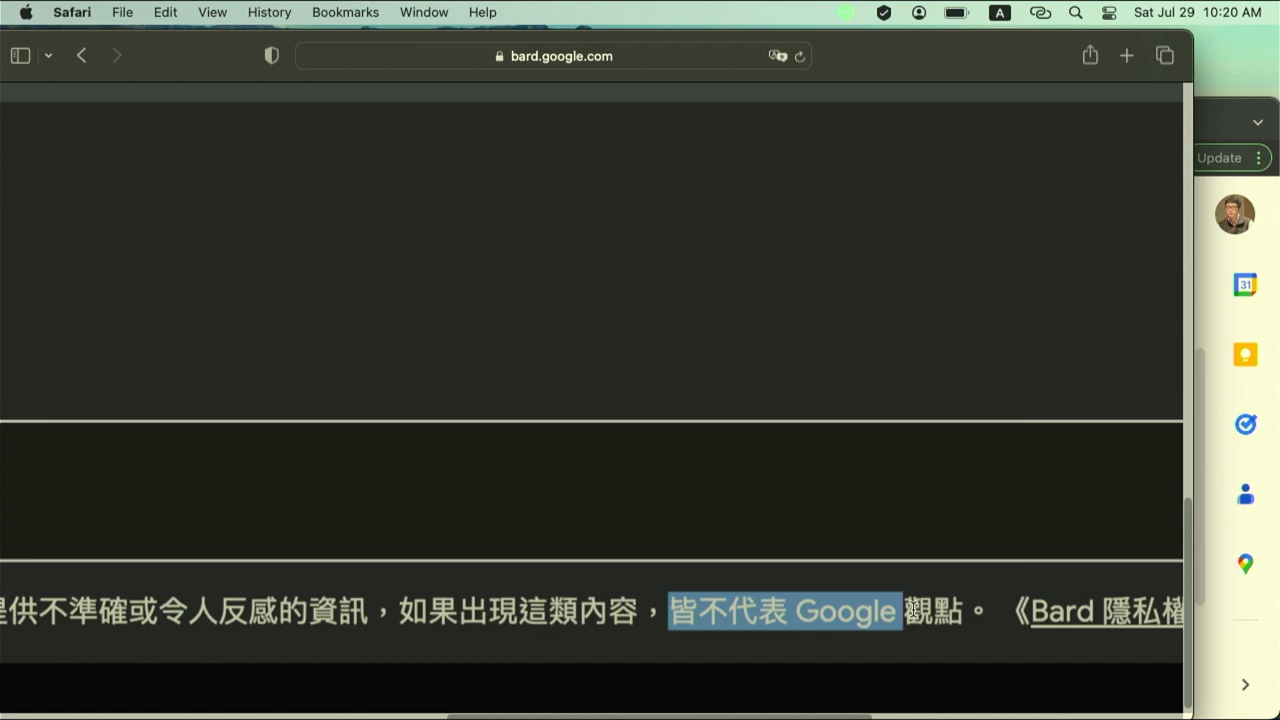 Safari File Edit View History Bookmarks Window Help A Sat Jul 29 10:20 AM
bard.google.com
Update
31
供不準確或令人反感的資訊，如果出現這類內容，皆不代表 Google 觀點。 《Bard 隱私權